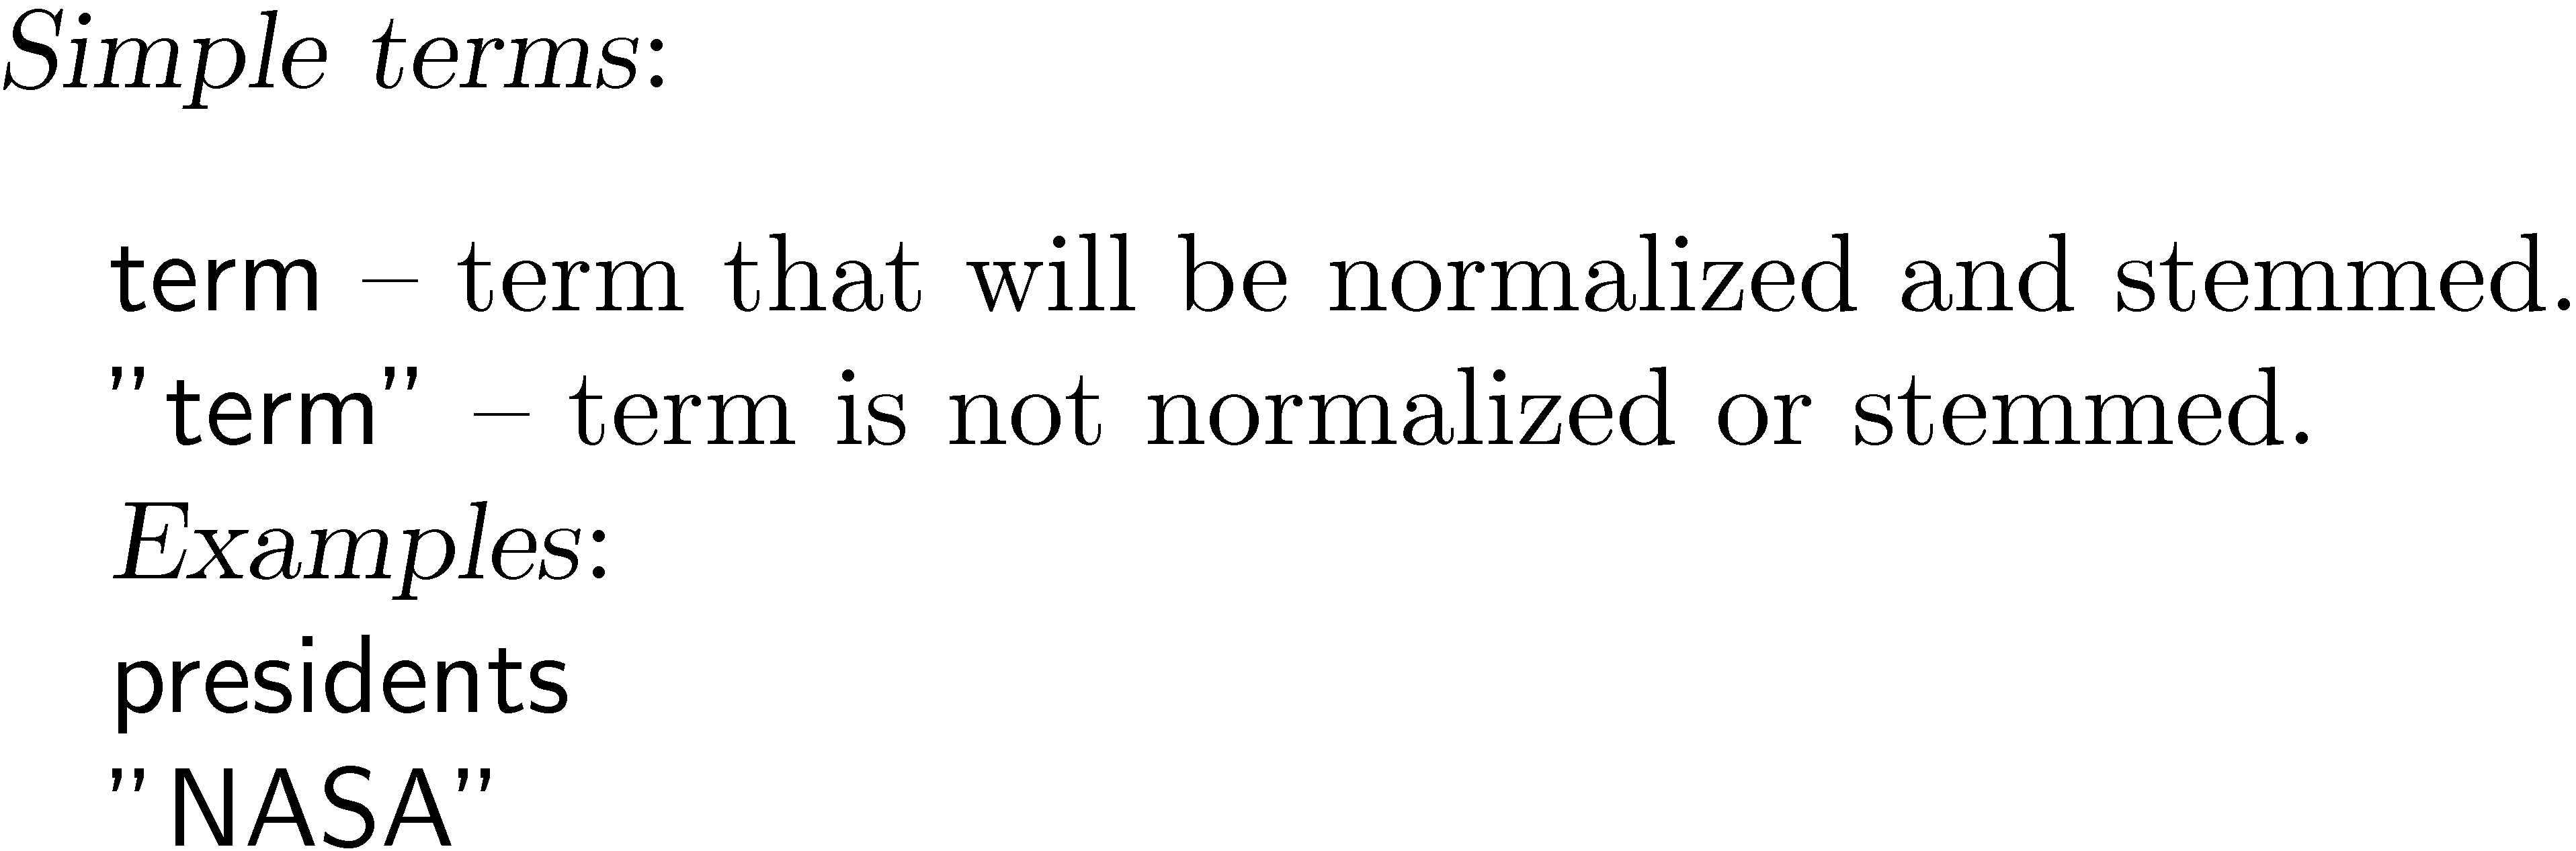 Simple terms:
term – term that will be normalized and stemmed.
"term" – term is not normalized or stemmed.
Examples:
presidents
"NASA"